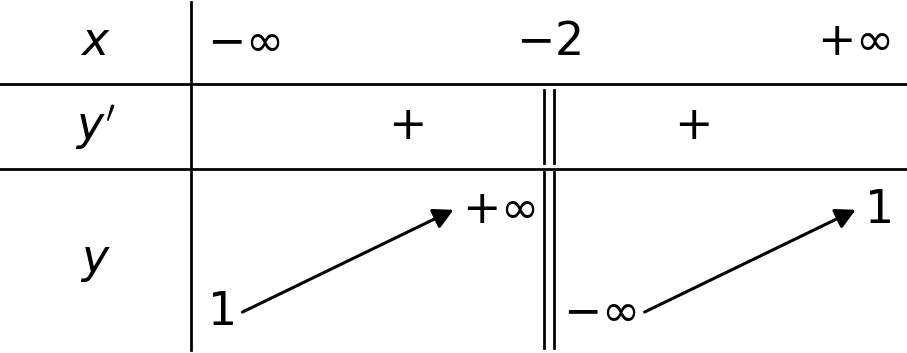 x −∞ −2 +∞
y′ + +
+∞ 1
y
1 −∞